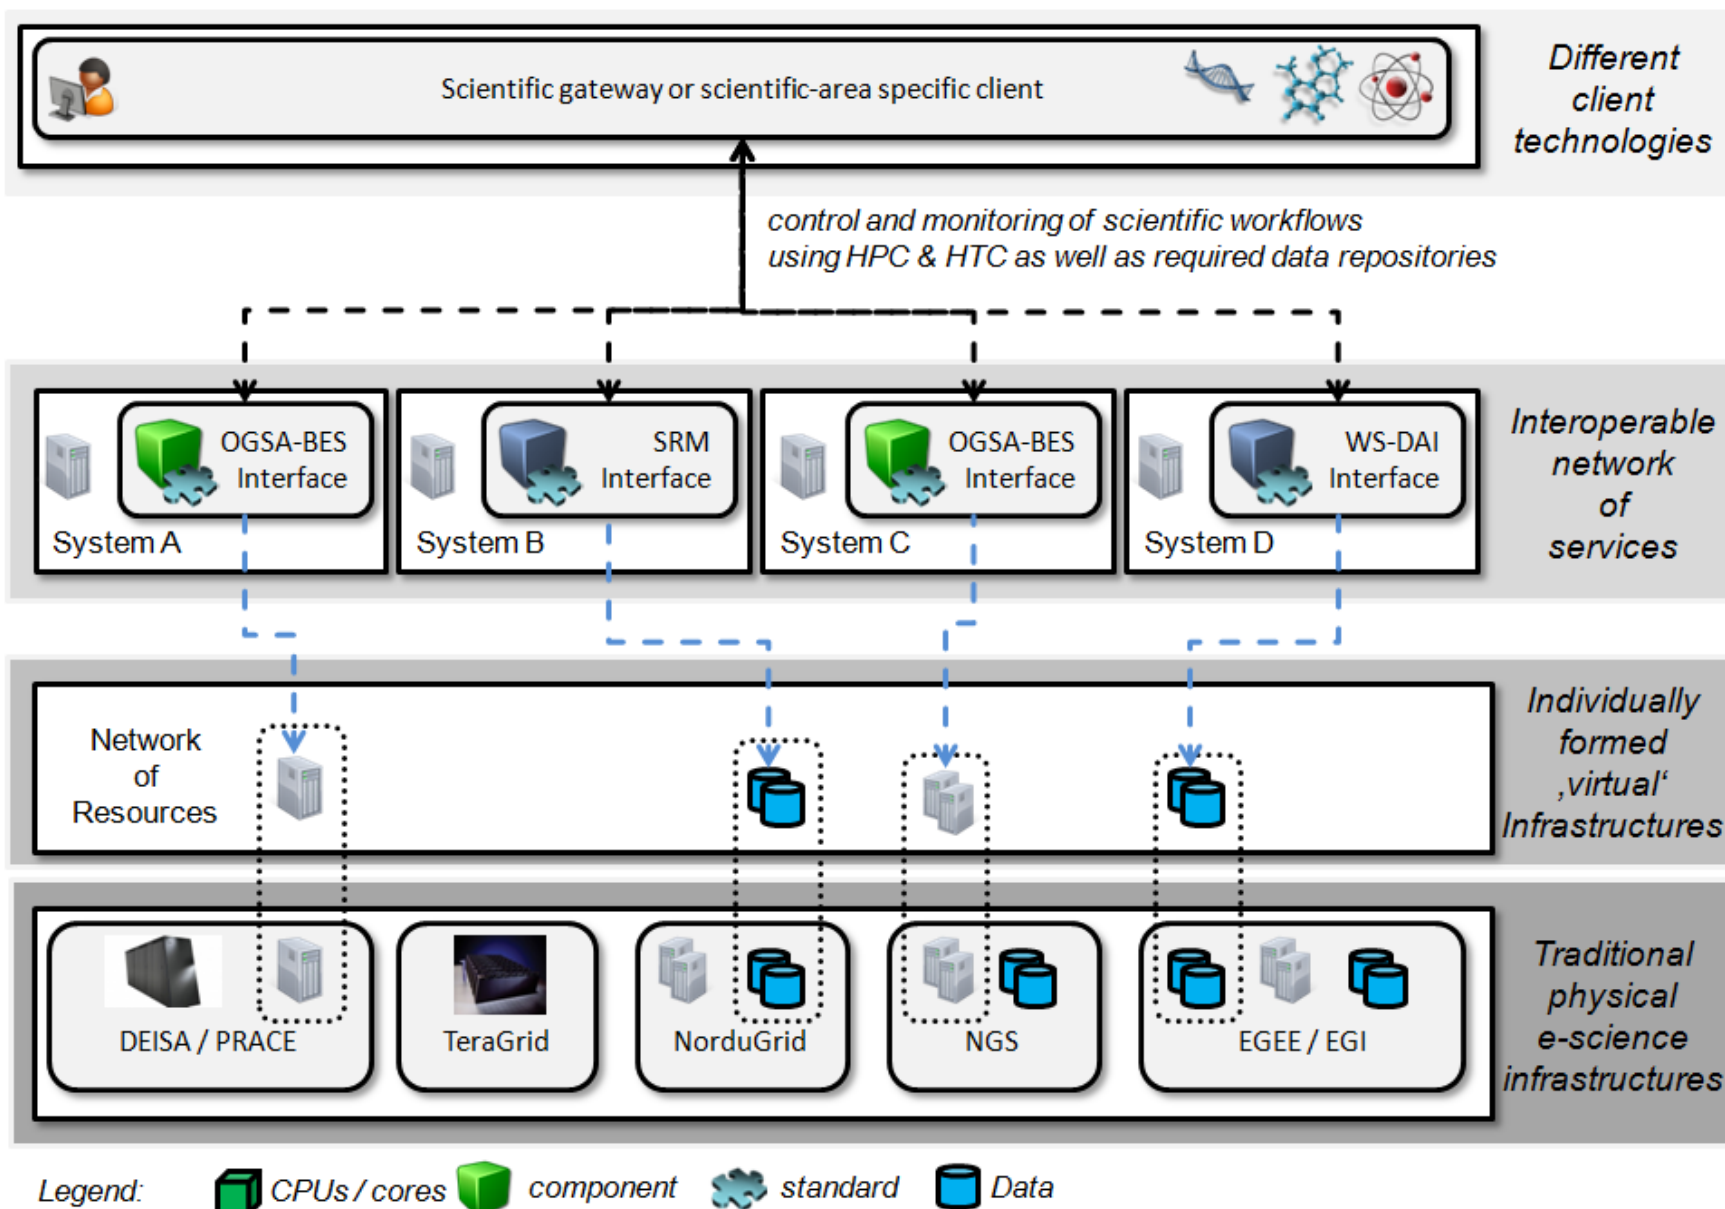 Scientific gateway or scientific-area specific client
Different
client
technologies
control and monitoring of scientific workflows
using HPC & HTC as well as required data repositories
OGSA-BES
Interface
System A
SRM
Interface
System B
OGSA-BES
Interface
System C
WS-DAI
Interface
System D
Interoperable
network
of
services
Network
of
Resources
Individually
formed
‚virtual‘
Infrastructures
DEISA / PRACE
TeraGrid
NorduGrid
NGS
EGEE / EGI
Traditional
physical
e-science
infrastructures
Legend: CPUs / cores component standard Data